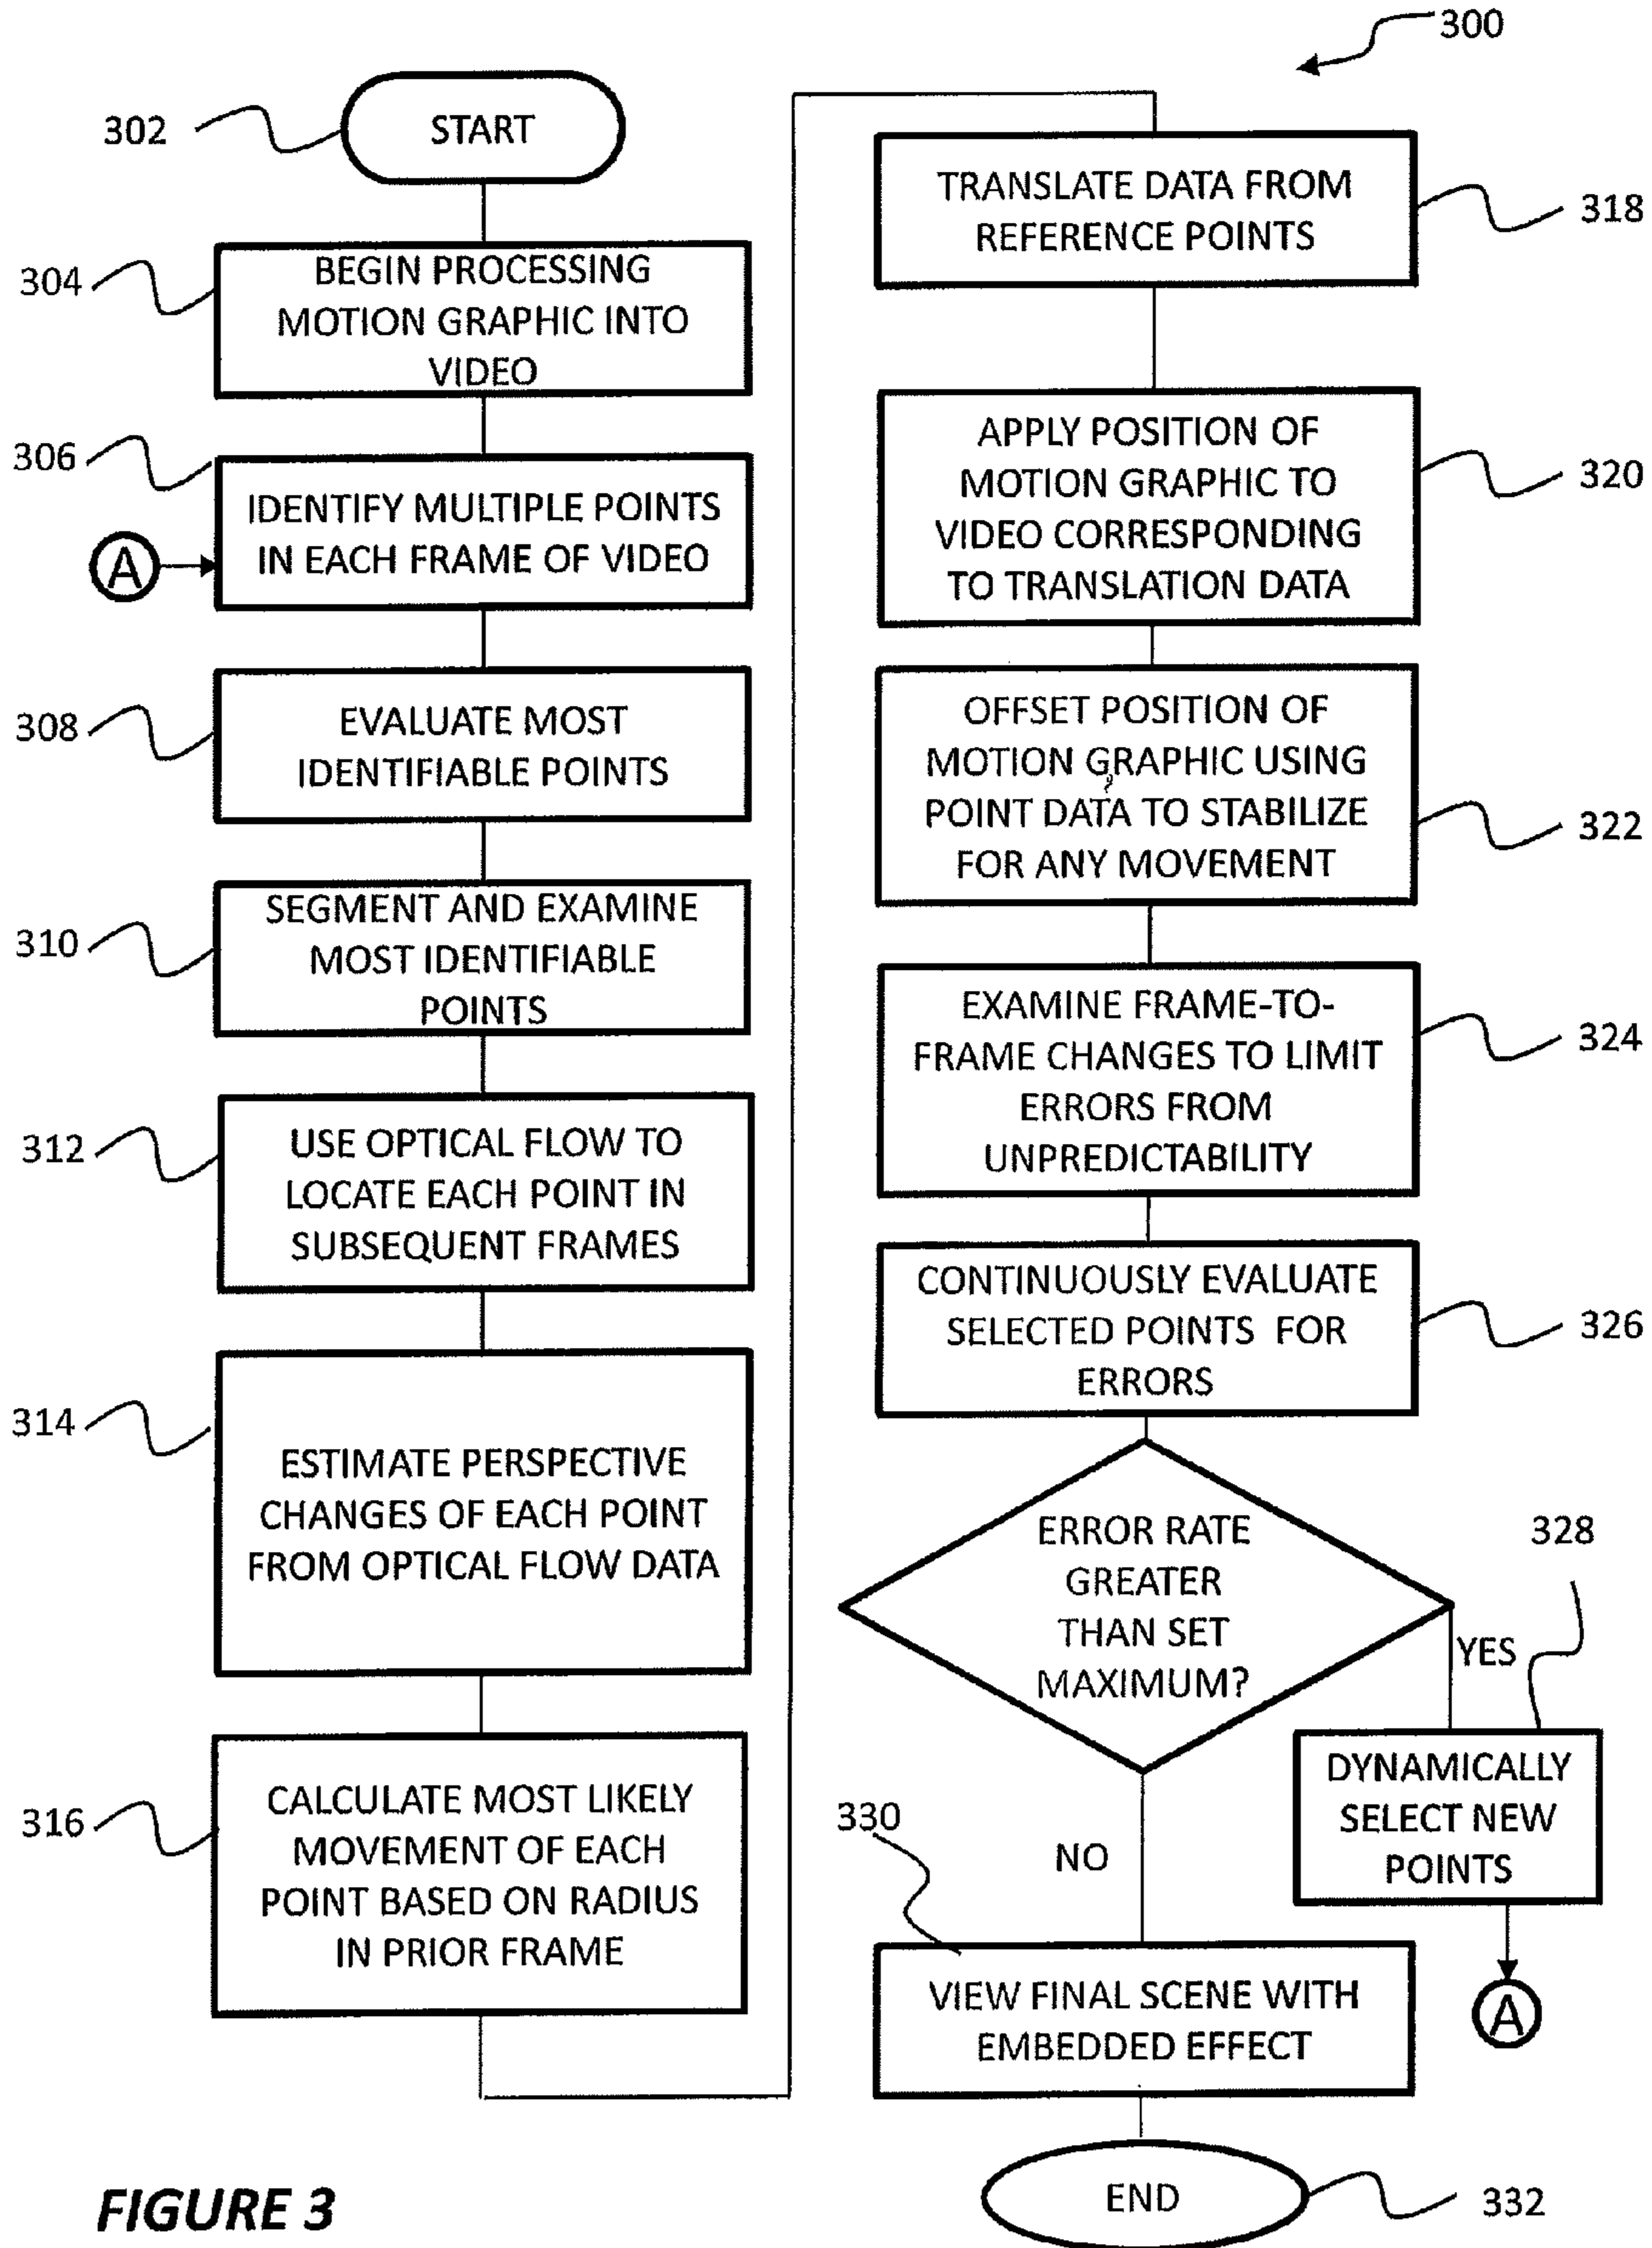 300
302
START
304
BEGIN PROCESSING
MOTION GRAPHIC INTO
VIDEO
306
IDENTIFY MULTIPLE POINTS
IN EACH FRAME OF VIDEO
A
308
EVALUATE MOST
IDENTIFIABLE POINTS
310
SEGMENT AND EXAMINE
MOST IDENTIFIABLE
POINTS
312
USE OPTICAL FLOW TO
LOCATE EACH POINT IN
SUBSEQUENT FRAMES
314
ESTIMATE PERSPECTIVE
CHANGES OF EACH POINT
FROM OPTICAL FLOW DATA
316
CALCULATE MOST LIKELY
MOVEMENT OF EACH
POINT BASED ON RADIUS
IN PRIOR FRAME
TRANSLATE DATA FROM
REFERENCE POINTS
318
APPLY POSITION OF
MOTION GRAPHIC TO
VIDEO CORRESPONDING
TO TRANSLATION DATA
320
OFFSET POSITION OF
MOTION GRAPHIC USING
POINT DATA TO STABILIZE
FOR ANY MOVEMENT
322
EXAMINE FRAME-TO-
FRAME CHANGES TO LIMIT
ERRORS FROM
UNPREDICTABILITY
324
CONTINUOUSLY EVALUATE
SELECTED POINTS FOR
ERRORS
326
ERROR RATE
GREATER
THAN SET
MAXIMUM?
YES
328
DYNAMICALLY
SELECT NEW
POINTS
A
NO
330
VIEW FINAL SCENE WITH
EMBEDDED EFFECT
END
332
FIGURE 3